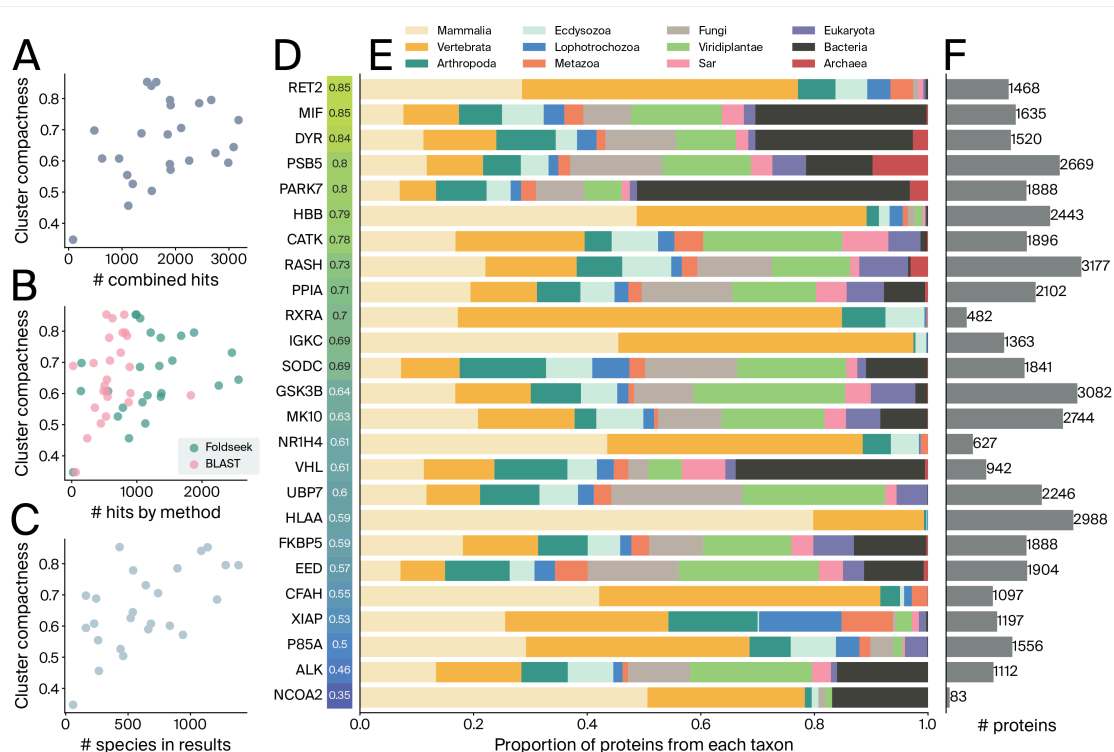 A
Cluster compactness
0.8
0.7
0.6
0.5
0.4
0
1000
2000
3000
# combined hits
B
Cluster compactness
0.8
0.7
0.6
0.5
0.4
Foldseek
BLAST
0
1000
2000
# hits by method
C
Cluster compactness
0.8
0.7
0.6
0.5
0.4
0
500
1000
# species in results
D E F
Mammalia Ecdysozoa Fungi Eukaryota
Vertebrata Lophotrochozoa Viridiplantae Bacteria
Arthropoda Metazoa Sar Archaea
RET2 0.85 1468
MIF 0.85 1635
DYR 0.84 1520
PSB5 0.8 2669
PARK7 0.8 1888
HBB 0.79 2443
CATK 0.78 1896
RASH 0.73 3177
PPIA 0.71 2102
RXRA 0.7 482
IGKC 0.69 1363
SODC 0.69 1841
GSK3B 0.64 3082
MK10 0.63 2744
NR1H4 0.61 627
VHL 0.61 942
UBP7 0.6 2246
HLAA 0.59 2988
FKBP5 0.59 1888
EED 0.57 1904
CFAH 0.55 1097
XIAP 0.53 1197
P85A 0.5 1556
ALK 0.46 1112
NCOA2 0.35 83
0.0 0.2 0.4 0.6 0.8 1.0
Proportion of proteins from each taxon
# proteins